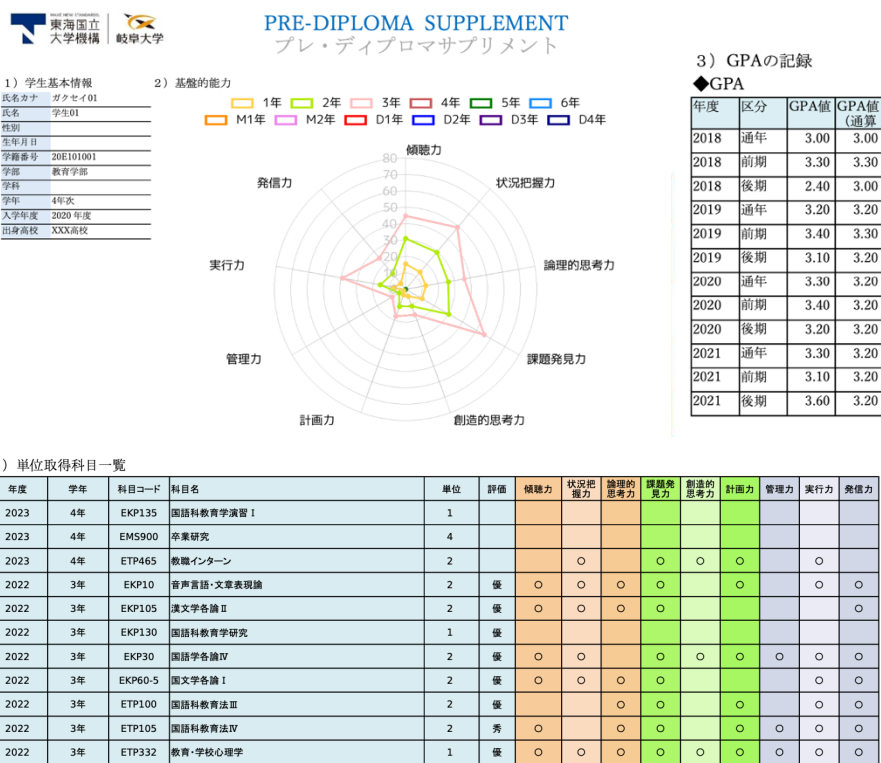 MAKE NEW STANDARDS.
東海国立
大学機構
岐阜大学
PRE-DIPLOMA SUPPLEMENT
プレ・ディプロマサプリメント
1）学生基本情報
氏名カナ ガクセイ01
氏名 学生01
性別
生年月日
学籍番号 20E101001
学部 教育学部
学科
学年 4年次
入学年度 2020 年度
出身高校 XXX高校
2）基盤的能力
1年 2年 3年 4年 5年 6年
M1年 M2年 D1年 D2年 D3年 D4年
傾聴力
状況把握力
論理的思考力
課題発見力
創造的思考力
計画力
管理力
実行力
発信力
80
70
60
50
40
30
20
10
3）GPAの記録
◆GPA
年度 区分 GPA値 GPA値
（通算
2018 通年 3.00 3.00
2018 前期 3.30 3.30
2018 後期 2.40 3.00
2019 通年 3.20 3.20
2019 前期 3.40 3.30
2019 後期 3.10 3.20
2020 通年 3.30 3.20
2020 前期 3.40 3.20
2020 後期 3.20 3.20
2021 通年 3.30 3.20
2021 前期 3.10 3.20
2021 後期 3.60 3.20
）単位取得科目一覧
年度 学年 科目コード 科目名 単位 評価 傾聴力 状況把握力 論理的思考力 課題発見力 創造的思考力 計画力 管理力 実行力 発信力
2023 4年 EKP135 国語科教育学演習Ⅰ 1
2023 4年 EMS900 卒業研究 4
2023 4年 ETP465 教職インターン 2 ○ ○ ○ ○ ○
2022 3年 EKP10 音声言語・文章表現論 2 優 ○ ○ ○ ○ ○ ○ ○
2022 3年 EKP105 漢文学各論Ⅱ 2 優 ○ ○ ○ ○ ○
2022 3年 EKP130 国語科教育学研究 1 優
2022 3年 EKP30 国語学各論Ⅳ 2 優 ○ ○ ○ ○ ○ ○ ○ ○
2022 3年 EKP60-5 国文学各論Ⅰ 2 優 ○ ○ ○ ○ ○ ○
2022 3年 ETP100 国語科教育法Ⅲ 2 優 ○ ○ ○ ○ ○
2022 3年 ETP105 国語科教育法Ⅳ 2 秀 ○ ○ ○ ○ ○ ○ ○
2022 3年 ETP332 教育・学校心理学 1 優 ○ ○ ○ ○ ○ ○ ○ ○ ○